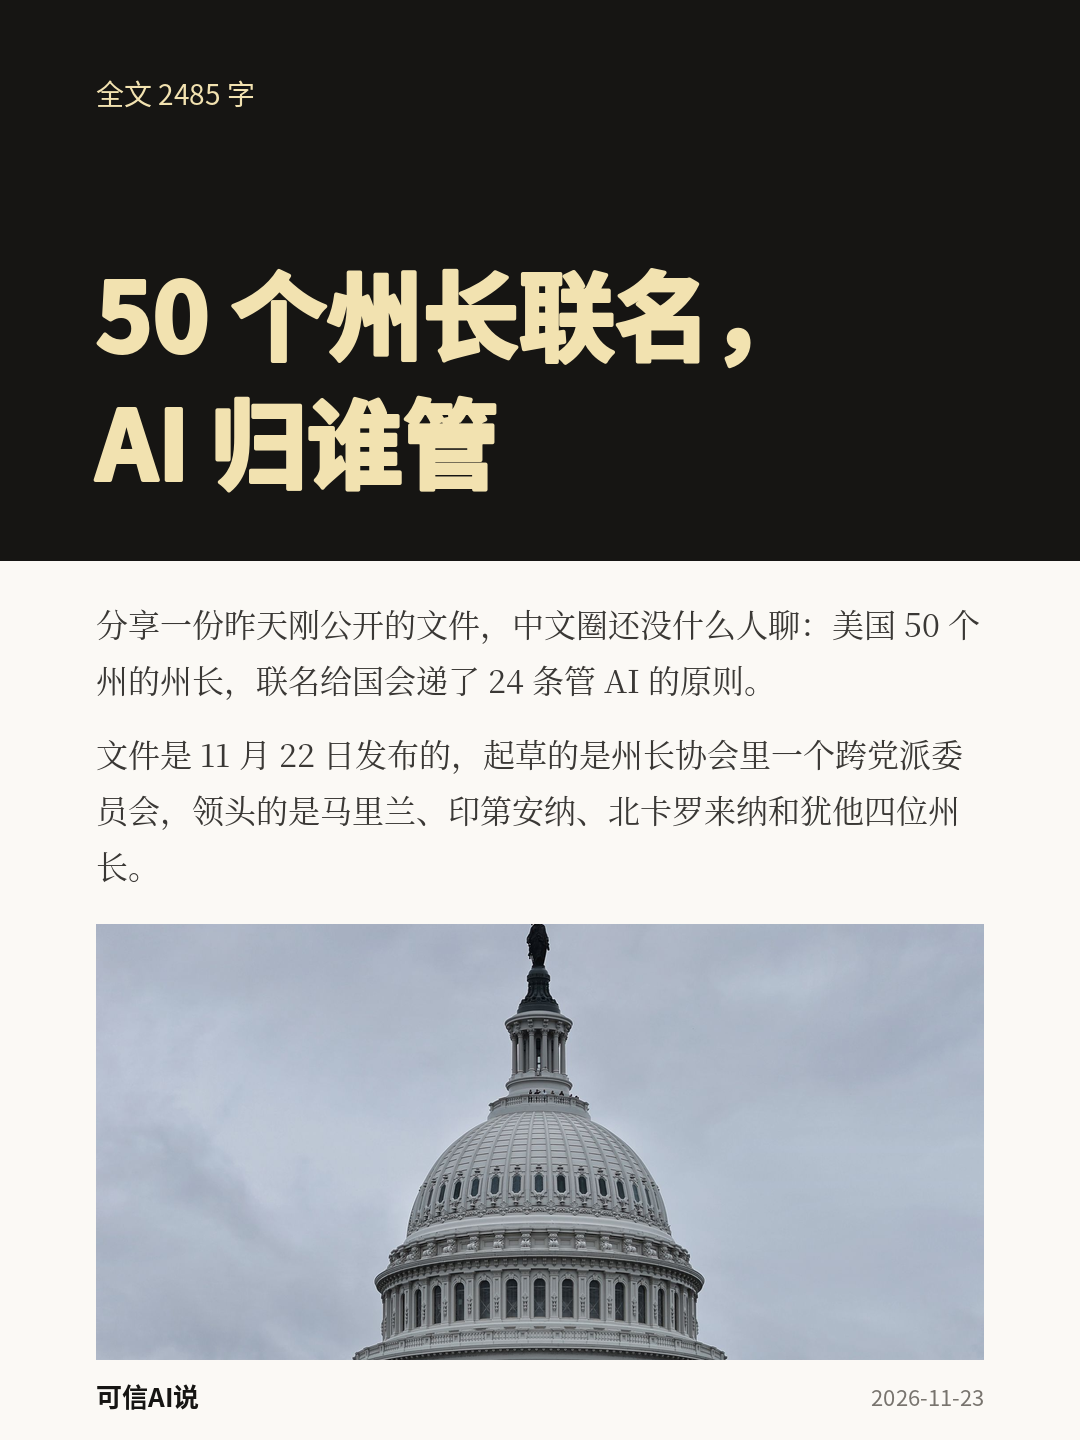 全文 2485 字
50 个州长联名，
AI 归谁管
分享一份昨天刚公开的文件，中文圈还没什么人聊：美国 50 个
州的州长，联名给国会递了 24 条管 AI 的原则。
文件是 11 月 22 日发布的，起草的是州长协会里一个跨党派委
员会，领头的是马里兰、印第安纳、北卡罗来纳和犹他四位州
长。
可信AI说
2026-11-23